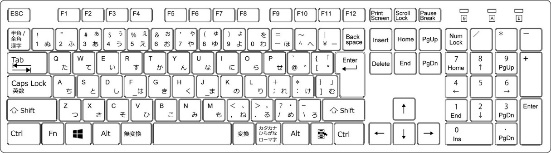 ESC F1 F2 F3 F4 F5 F6 F7 F8 F9 F10 F11 F12 Print Screen Scroll Lock Pause Break
半角/全角 漢字 ! 1 ぬ " 2 ふ # 3 あ $ 4 う % 5 え & 6 お ' 7 や ( 8 ゆ ) 9 よ 0 わ = - ほ ~ ^ へ | ¥ ー Back space Insert Home PgUp Num Lock / * -
Tab Q た W て E い R す T か Y ん U な I に O ら P せ @ [ Enter Delete End PgDn 7 Home 8 ↑ 9 PgUp +
Caps Lock 英数 A ち S と D し F は G き H く J ま K の L り ; れ : け ] む 4 ← 5 6 →
⇧ Shift Z つ X さ C そ V ひ B こ N み M も < , ね > . る ? / め ろ ⇧ Shift ↑ 1 End 2 ↓ 3 PgDn Enter
Ctrl Fn Alt 無変換 変換 カタカナ ひらがな ローマ字 Alt Ctrl ← ↓ → 0 Ins